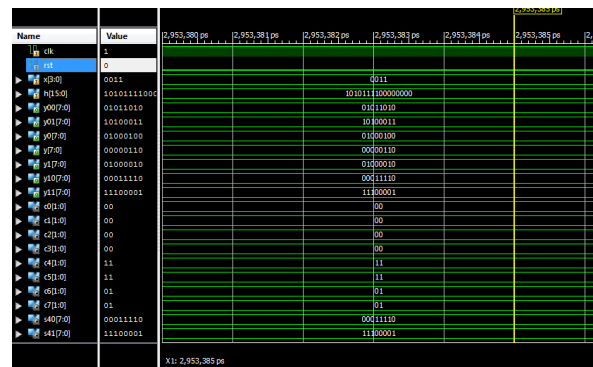 2,953,385 ps
Name Value 2,953,380 ps 2,953,381 ps 2,953,382 ps 2,953,383 ps 2,953,384 ps 2,953,385 ps 2,
clk 1
rst 0
x[3:0] 0011 0011
h[15:0] 10101111000 1010111100000000
y00[7:0] 01011010 01011010
y01[7:0] 10100011 10100011
y0[7:0] 01000100 01000100
y[7:0] 00000110 00000110
y1[7:0] 01000010 01000010
y10[7:0] 00011110 00011110
y11[7:0] 11100001 11100001
c0[1:0] 00 00
c1[1:0] 00 00
c2[1:0] 00 00
c3[1:0] 00 00
c4[1:0] 11 11
c5[1:0] 11 11
c6[1:0] 01 01
c7[1:0] 01 01
s40[7:0] 00011110 00011110
s41[7:0] 11100001 11100001
X1: 2,953,385 ps